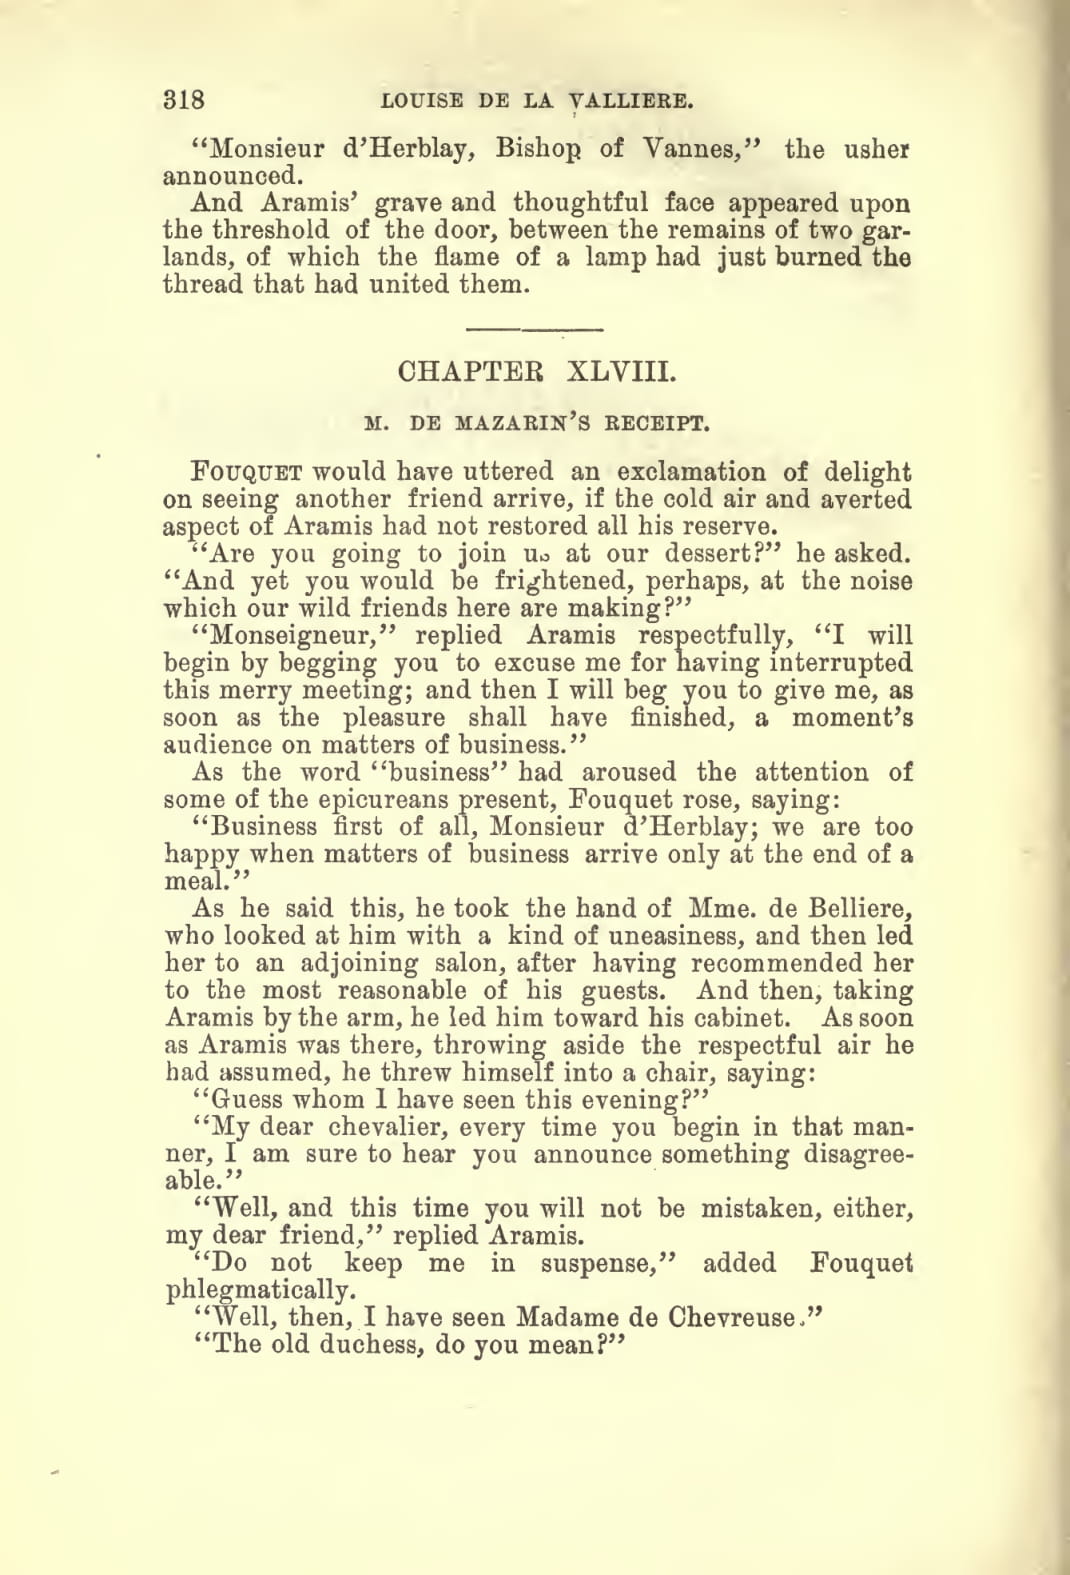 318 LOUISE DE LA VALLIERE.
“Monsieur d’Herblay, Bishop of Vannes,” the usher
announced.
And Aramis’ grave and thoughtful face appeared upon
the threshold of the door, between the remains of two gar-
lands, of which the flame of a lamp had just burned the
thread that had united them.
CHAPTER XLVIII.
M. DE MAZARIN’S RECEIPT.
FOUQUET would have uttered an exclamation of delight
on seeing another friend arrive, if the cold air and averted
aspect of Aramis had not restored all his reserve.
“Are you going to join us at our dessert?” he asked.
“And yet you would be frightened, perhaps, at the noise
which our wild friends here are making?”
“Monseigneur,” replied Aramis respectfully, “I will
begin by begging you to excuse me for having interrupted
this merry meeting; and then I will beg you to give me, as
soon as the pleasure shall have finished, a moment’s
audience on matters of business.”
As the word “business” had aroused the attention of
some of the epicureans present, Fouquet rose, saying:
“Business first of all, Monsieur d’Herblay; we are too
happy when matters of business arrive only at the end of a
meal.”
As he said this, he took the hand of Mme. de Belliere,
who looked at him with a kind of uneasiness, and then led
her to an adjoining salon, after having recommended her
to the most reasonable of his guests. And then, taking
Aramis by the arm, he led him toward his cabinet. As soon
as Aramis was there, throwing aside the respectful air he
had assumed, he threw himself into a chair, saying:
“Guess whom I have seen this evening?”
“My dear chevalier, every time you begin in that man-
ner, I am sure to hear you announce something disagree-
able.”
“Well, and this time you will not be mistaken, either,
my dear friend,” replied Aramis.
“Do not keep me in suspense,” added Fouquet
phlegmatically.
“Well, then, I have seen Madame de Chevreuse.”
“The old duchess, do you mean?”